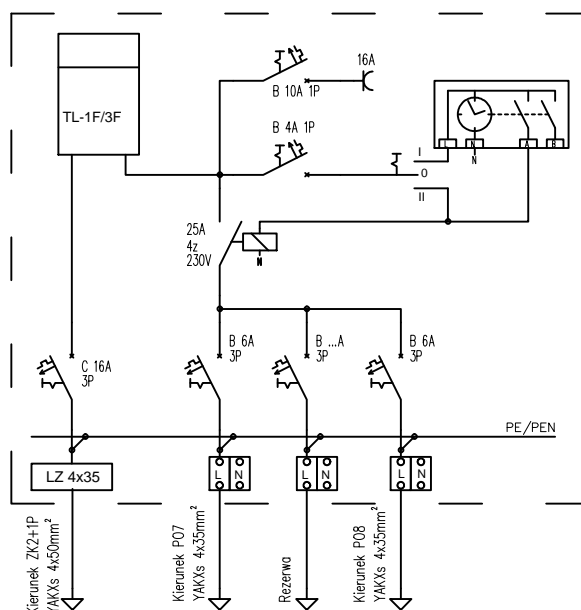 TL-1F/3F
16A
B 10A 1P
B 4A 1P
L
N
A
B
N
I
O
II
25A
4z
230V
N
C 16A
3P
B 6A
3P
B ...A
3P
B 6A
3P
PE/PEN
LZ 4x35
L
N
L
N
L
N
Kierunek ZK2+1P
YAKXs 4x50mm²
Kierunek P07
YAKXs 4x35mm²
Rezerwa
Kierunek P08
YAKXs 4x35mm²